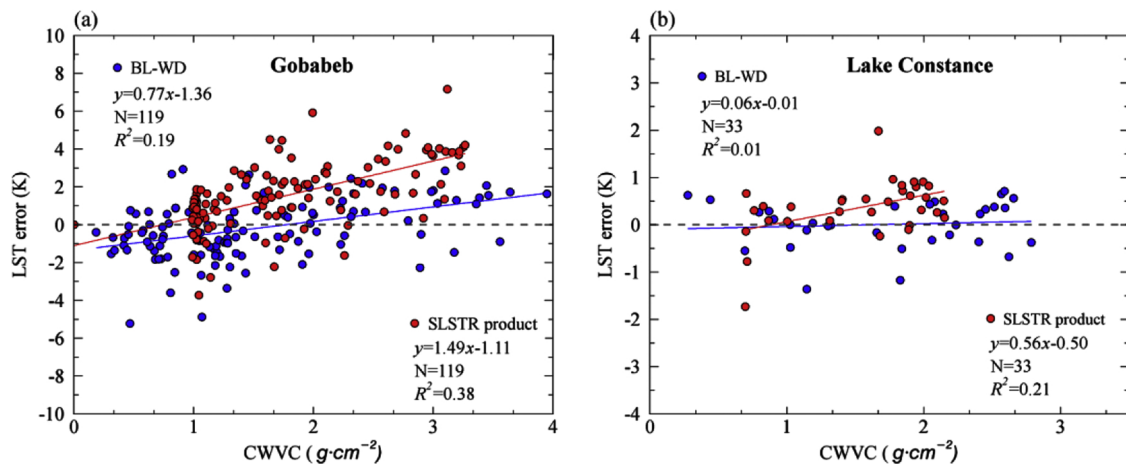 (a)
10
8
6
4
2
0
-2
-4
-6
-8
-10
LST error (K)
Gobabeb
BL-WD
y=0.77x-1.36
N=119
R²=0.19
SLSTR product
y=1.49x-1.11
N=119
R²=0.38
0 1 2 3 4
CWVC ( g·cm⁻²)
(b)
4
3
2
1
0
-1
-2
-3
-4
LST error (K)
Lake Constance
BL-WD
y=0.06x-0.01
N=33
R²=0.01
SLSTR product
y=0.56x-0.50
N=33
R²=0.21
0 1 2 3
CWVC ( g·cm⁻²)